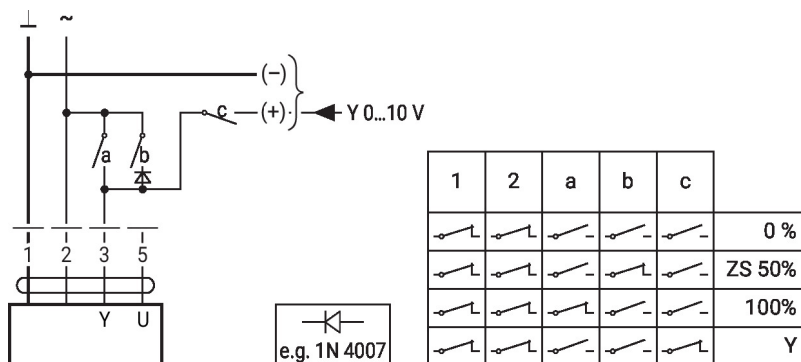 ⊥ ~
(–)
c (+) Y 0...10 V
a b
1 2 3 5
Y U
e.g. 1N 4007
1 2 a b c
0 %
ZS 50%
100%
Y